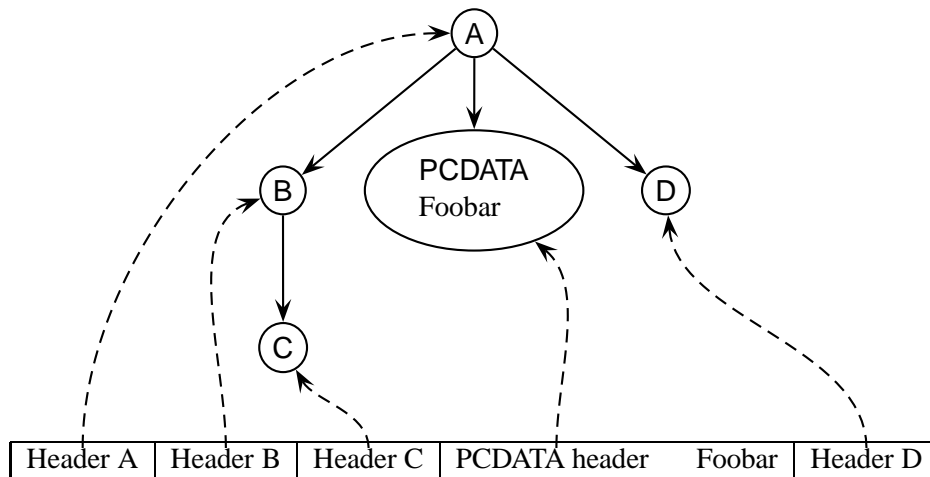 A
PCDATA
Foobar
B
D
C
Header A
Header B
Header C
PCDATA header
Foobar
Header D